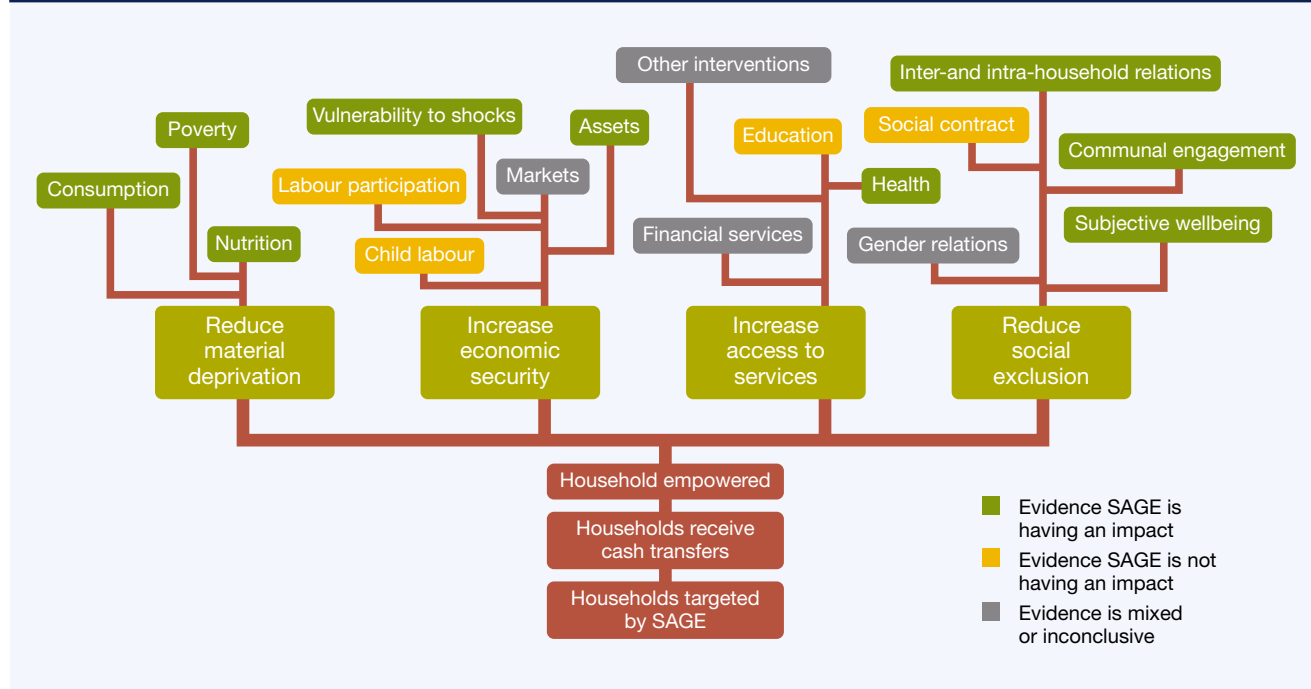 Other interventions
Inter-and intra-household relations
Vulnerability to shocks
Assets
Poverty
Education
Social contract
Communal engagement
Consumption
Labour participation
Markets
Health
Nutrition
Child labour
Financial services
Gender relations
Subjective wellbeing
Reduce
material
deprivation
Increase
economic
security
Increase
access to
services
Reduce
social
exclusion
Household empowered
Households receive
cash transfers
Households targeted
by SAGE
Evidence SAGE is
having an impact
Evidence SAGE is not
having an impact
Evidence is mixed
or inconclusive